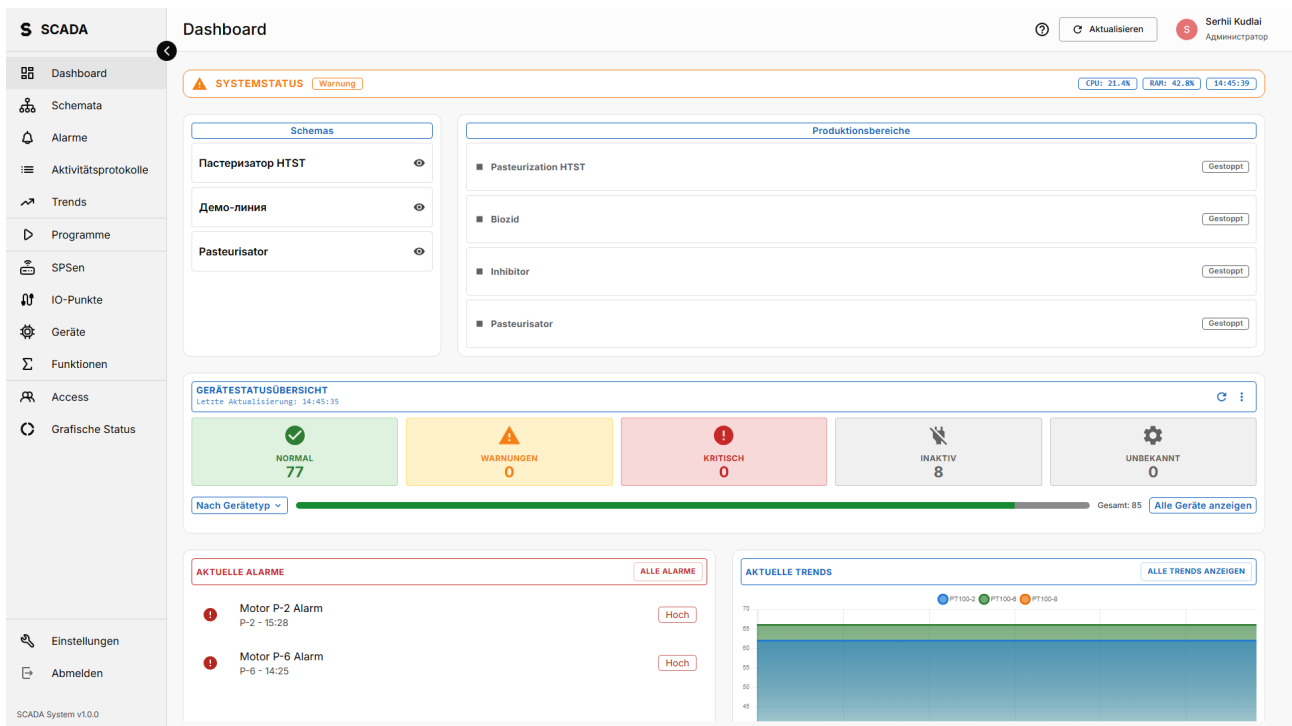 S SCADA
Dashboard
Aktualisieren
S
Serhii Kudlai
Администратор
Dashboard
Schemata
Alarme
Aktivitätsprotokolle
Trends
Programme
SPSen
IO-Punkte
Geräte
Funktionen
Access
Grafische Status
Einstellungen
Abmelden
SCADA System v1.0.0
SYSTEMSTATUS Warnung
CPU: 21.4% RAM: 42.8% 14:45:39
Schemas
Пастеризатор HTST
Демо-линия
Pasteurisator
Produktionsbereiche
Pasteurization HTST Gestoppt
Biozid Gestoppt
Inhibitor Gestoppt
Pasteurisator Gestoppt
GERÄTESTATUSÜBERSICHT
Letzte Aktualisierung: 14:45:35
NORMAL
77
WARNUNGEN
0
KRITISCH
0
INAKTIV
8
UNBEKANNT
0
Nach Gerätetyp
Gesamt: 85
Alle Geräte anzeigen
AKTUELLE ALARME
ALLE ALARME
Motor P-2 Alarm
P-2 - 15:28
Hoch
Motor P-6 Alarm
P-6 - 14:25
Hoch
AKTUELLE TRENDS
ALLE TRENDS ANZEIGEN
PT100-2 PT100-6 PT100-8
70
65
60
55
50
45